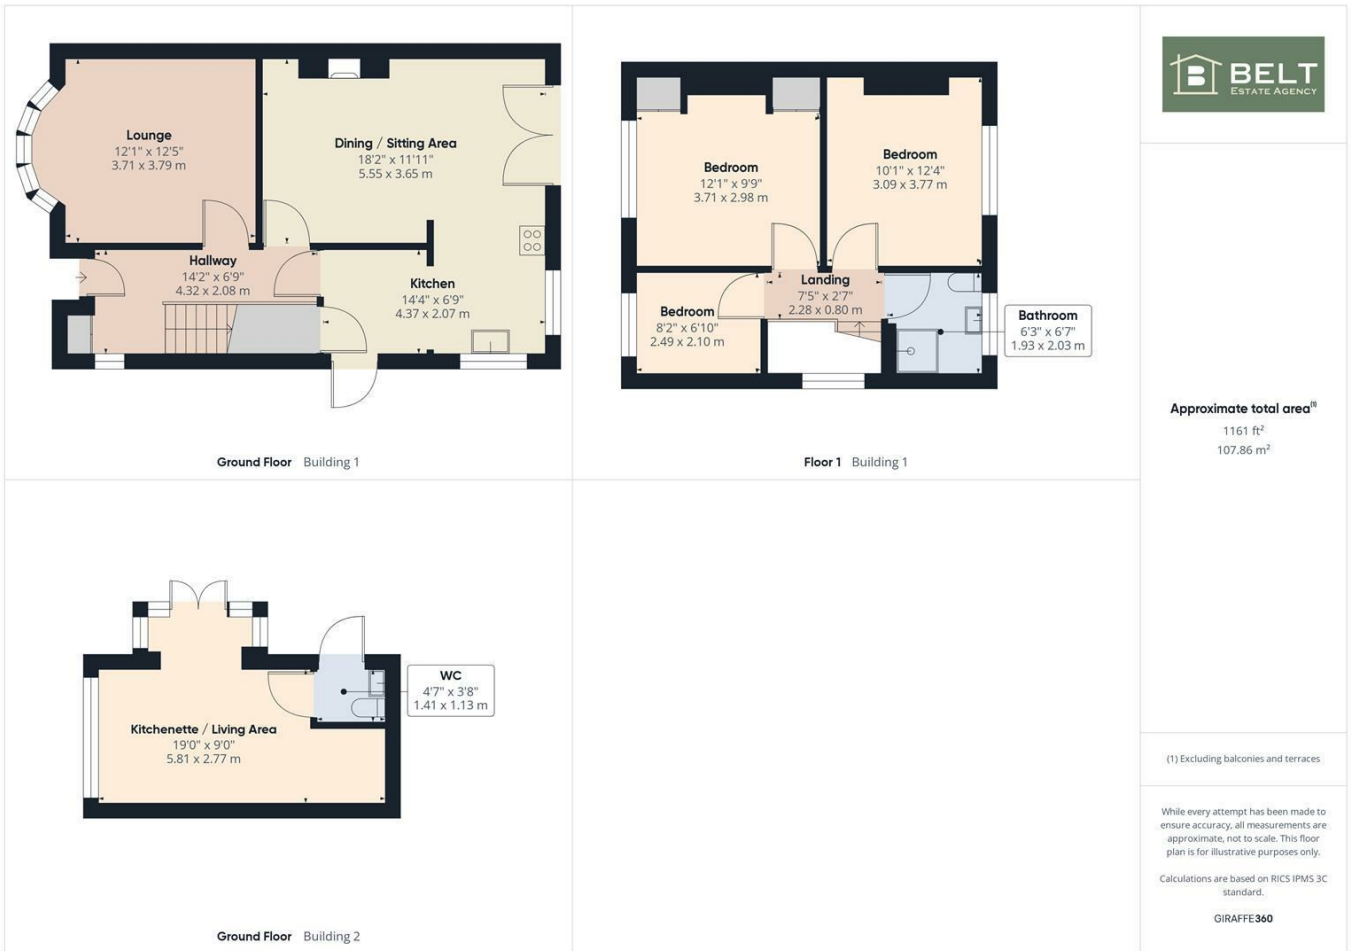 Lounge
12'1" x 12'5"
3.71 x 3.79 m
Dining / Sitting Area
18'2" x 11'11"
5.55 x 3.65 m
Hallway
14'2" x 6'9"
4.32 x 2.08 m
Kitchen
14'4" x 6'9"
4.37 x 2.07 m
Ground Floor Building 1
Bedroom
12'1" x 9'9"
3.71 x 2.98 m
Bedroom
10'1" x 12'4"
3.09 x 3.77 m
Landing
7'5" x 2'7"
2.28 x 0.80 m
Bedroom
8'2" x 6'10"
2.49 x 2.10 m
Bathroom
6'3" x 6'7"
1.93 x 2.03 m
Floor 1 Building 1
WC
4'7" x 3'8"
1.41 x 1.13 m
Kitchenette / Living Area
19'0" x 9'0"
5.81 x 2.77 m
Ground Floor Building 2
B BELT
ESTATE AGENCY
Approximate total area(1)
1161 ft²
107.86 m²
(1) Excluding balconies and terraces
While every attempt has been made to
ensure accuracy, all measurements are
approximate, not to scale. This floor
plan is for illustrative purposes only.
Calculations are based on RICS IPMS 3C
standard.
GIRAFFE360